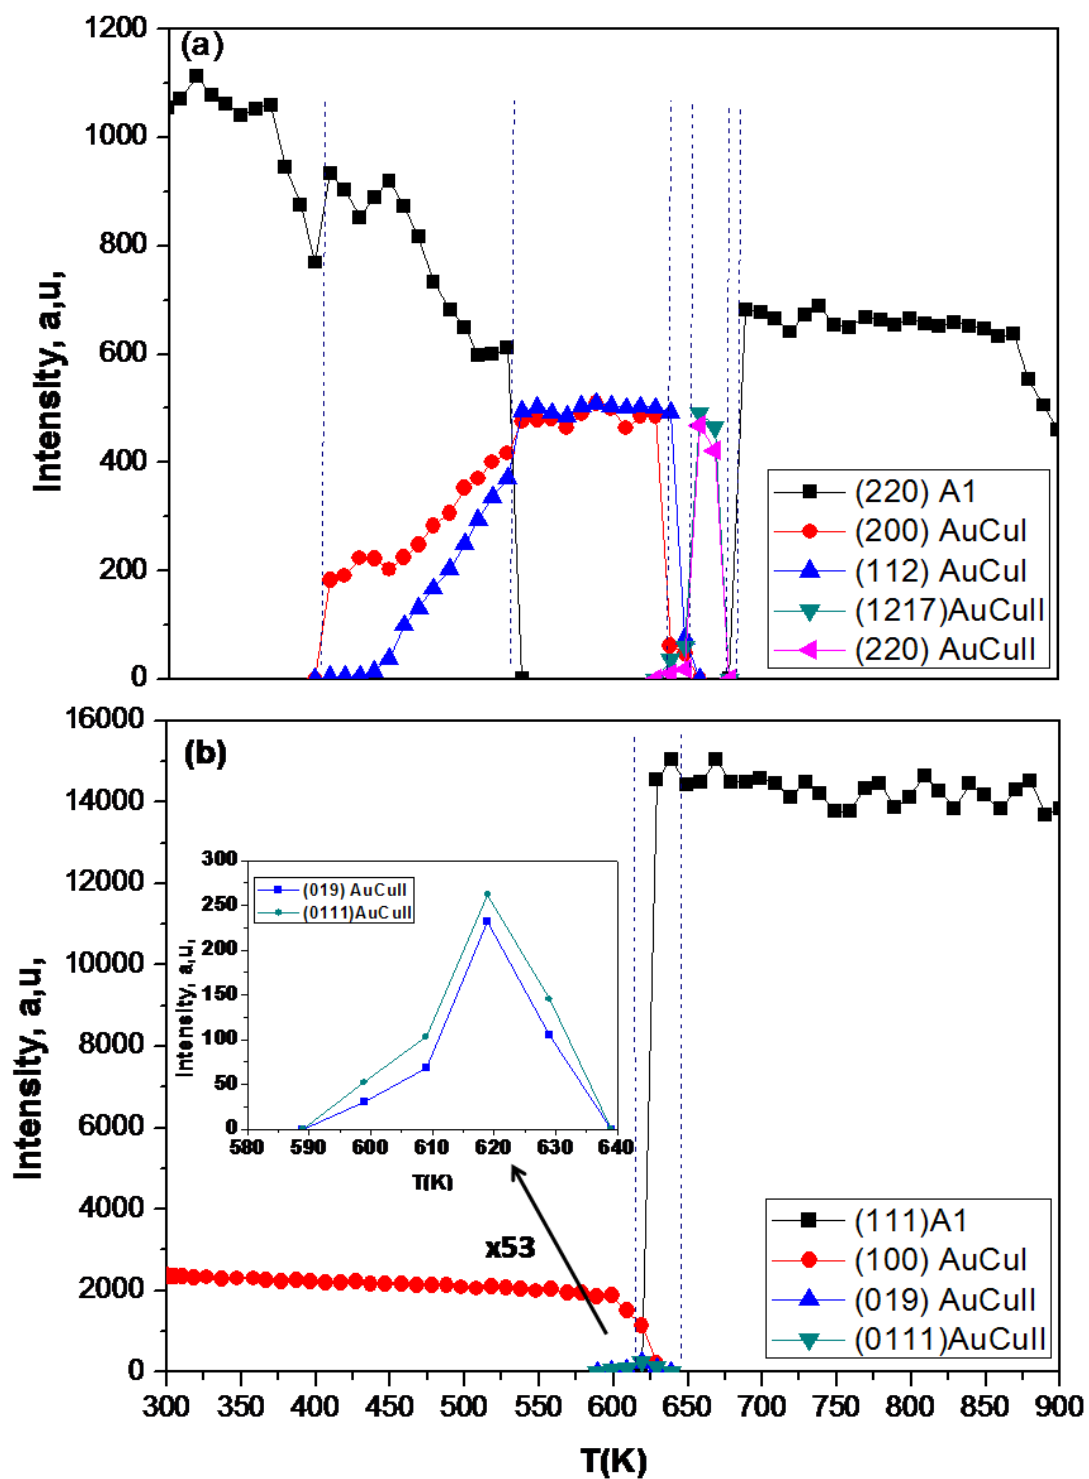 (a)
1200
1000
800
600
400
200
0
Intensity, a,u,
(220) A1
(200) AuCuI
(112) AuCuI
(1217)AuCuII
(220) AuCuII
(b)
16000
14000
12000
10000
8000
6000
4000
2000
0
Intensity, a,u,
300
250
200
150
100
50
0
Intensity, a,u,
(019) AuCuII
(0111)AuCuII
580 590 600 610 620 630 640
T(K)
x53
(111)A1
(100) AuCuI
(019) AuCuII
(0111)AuCuII
300 350 400 450 500 550 600 650 700 750 800 850 900
T(K)